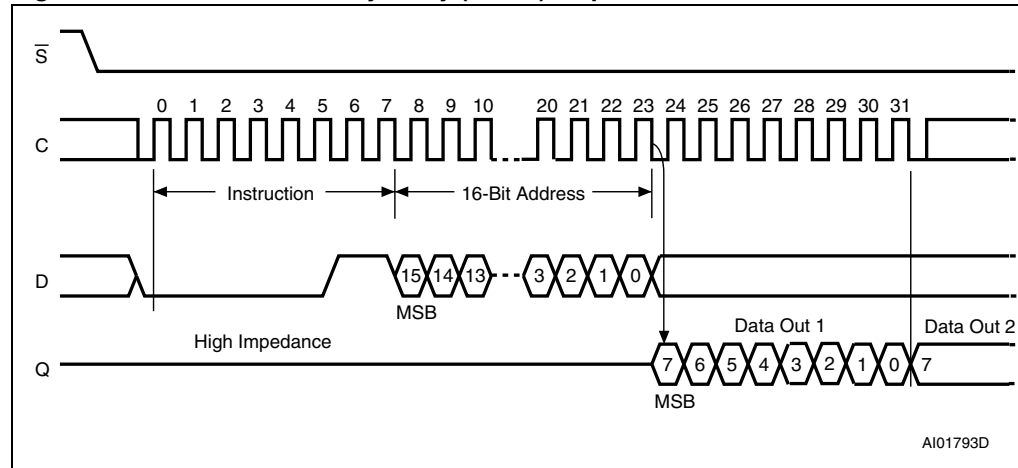 S
0 1 2 3 4 5 6 7 8 9 10 20 21 22 23 24 25 26 27 28 29 30 31
C
Instruction 16-Bit Address
D 15 14 13 3 2 1 0
MSB
High Impedance Data Out 1 Data Out 2
Q 7 6 5 4 3 2 1 0 7
MSB
AI01793D